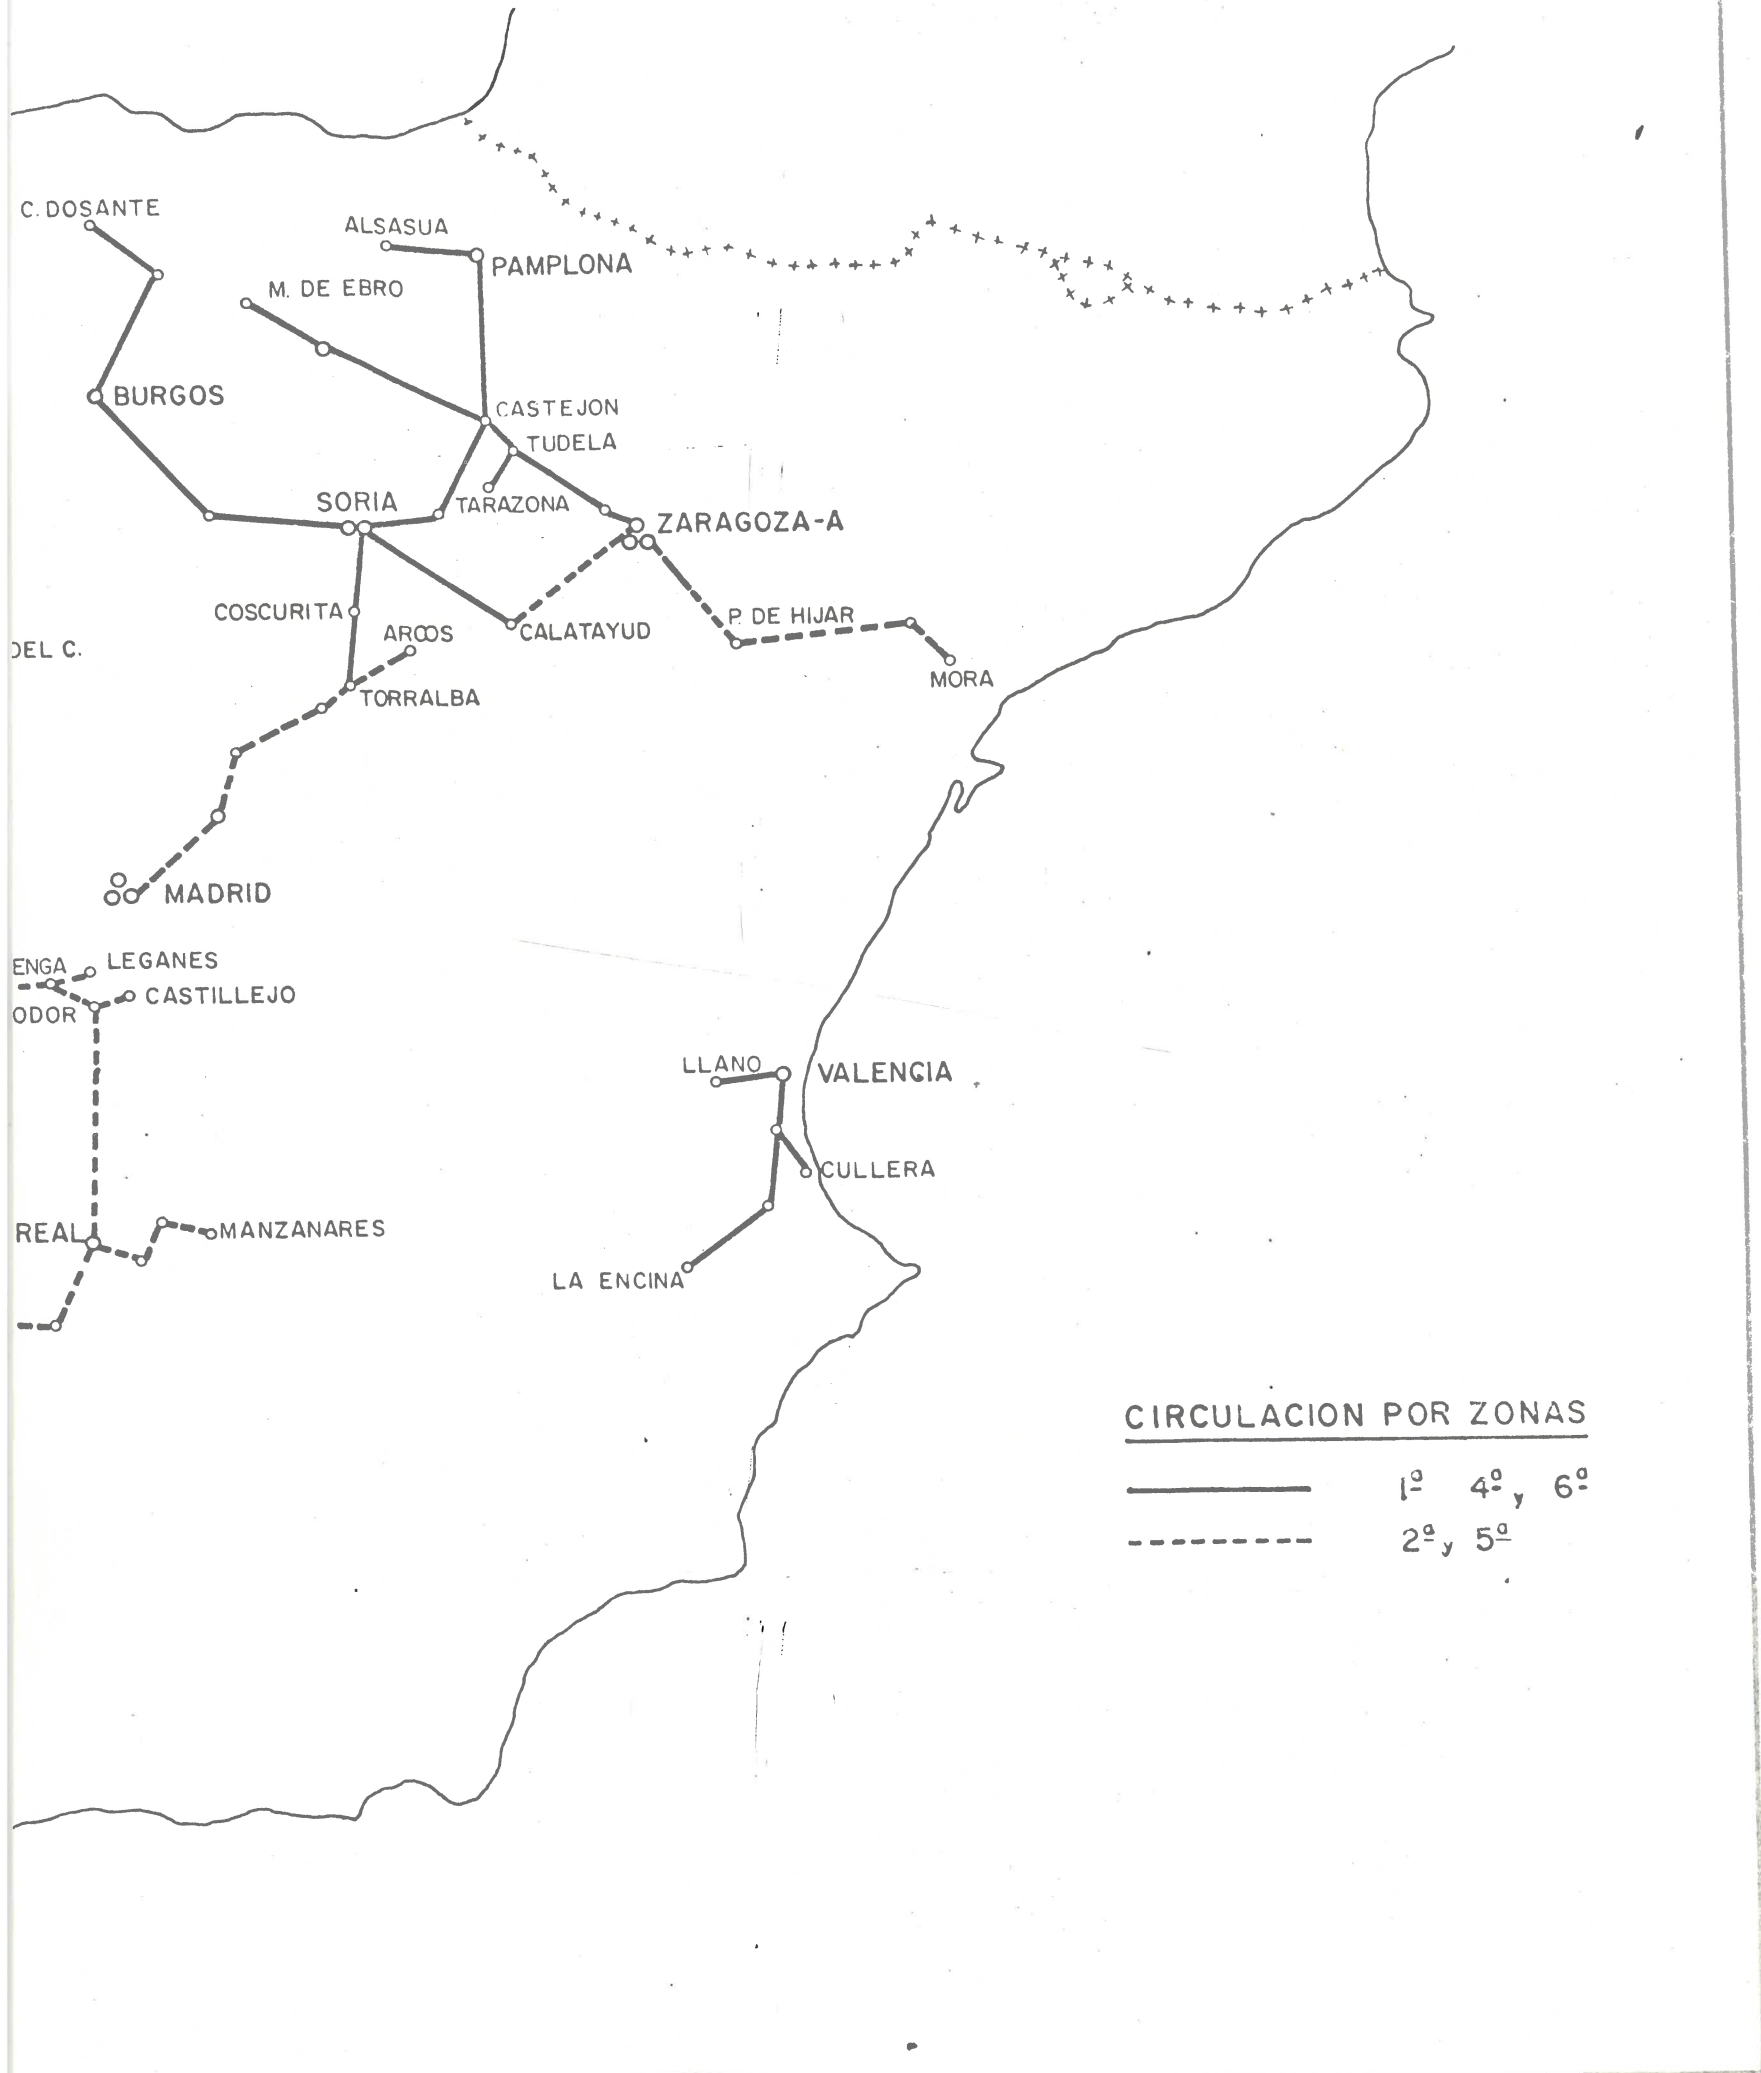 C. DOSANTE
ALSASUA
PAMPLONA
M. DE EBRO
BURGOS
CASTEJON
TUDELA
SORIA
TARAZONA
ZARAGOZA-A
COSCURITA
ARCOS
CALATAYUD
P. DE HIJAR
DEL C.
MORA
TORRALBA
MADRID
ENGA
LEGANES
CASTILLEJO
ODOR
LLANO
VALENCIA
CULLERA
REAL
MANZANARES
LA ENCINA
CIRCULACION POR ZONAS
1ª 4ª y 6ª
2ª y 5ª